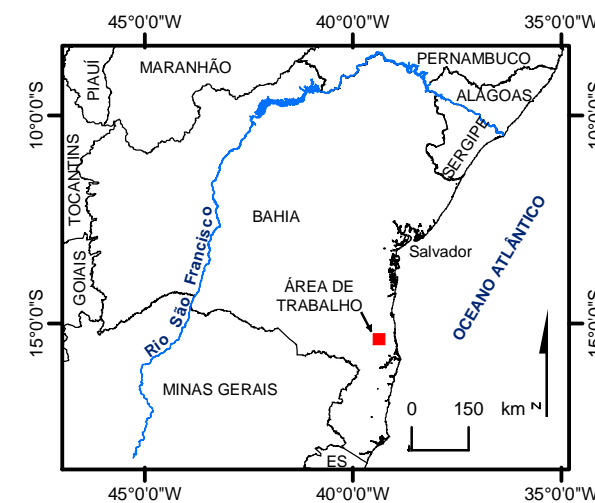 45°0'0"W 40°0'0"W 35°0'0"W
PERNAMBUCO
MARANHÃO
PIAUÍ
ALAGOAS
10°0'0"S
10°0'0"S
SERGIPE
TOCANTINS
BAHIA
Rio São Francisco
OCEANO ATLÂNTICO
Salvador
GOIAIS
ÁREA DE
TRABALHO
15°0'0"S
15°0'0"S
MINAS GERAIS
0 150 km
N
ES
45°0'0"W 40°0'0"W 35°0'0"W